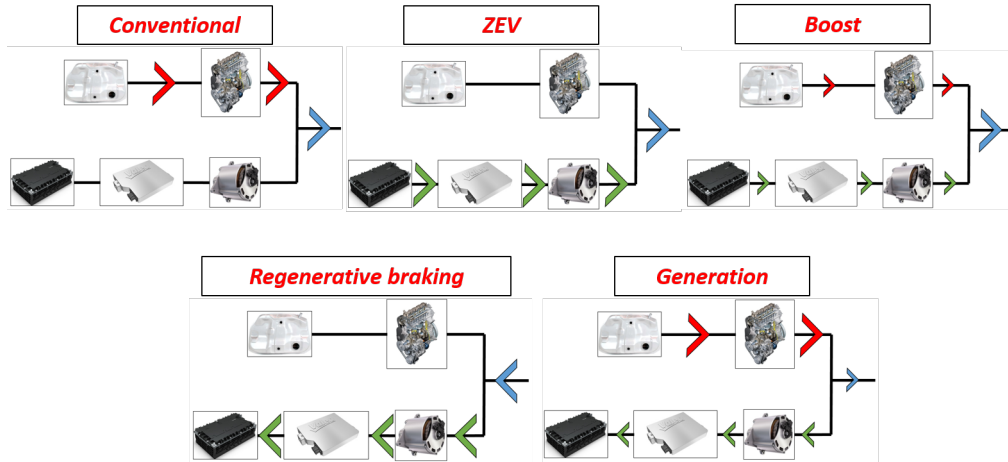 Conventional
ZEV
Boost
Regenerative braking
Generation